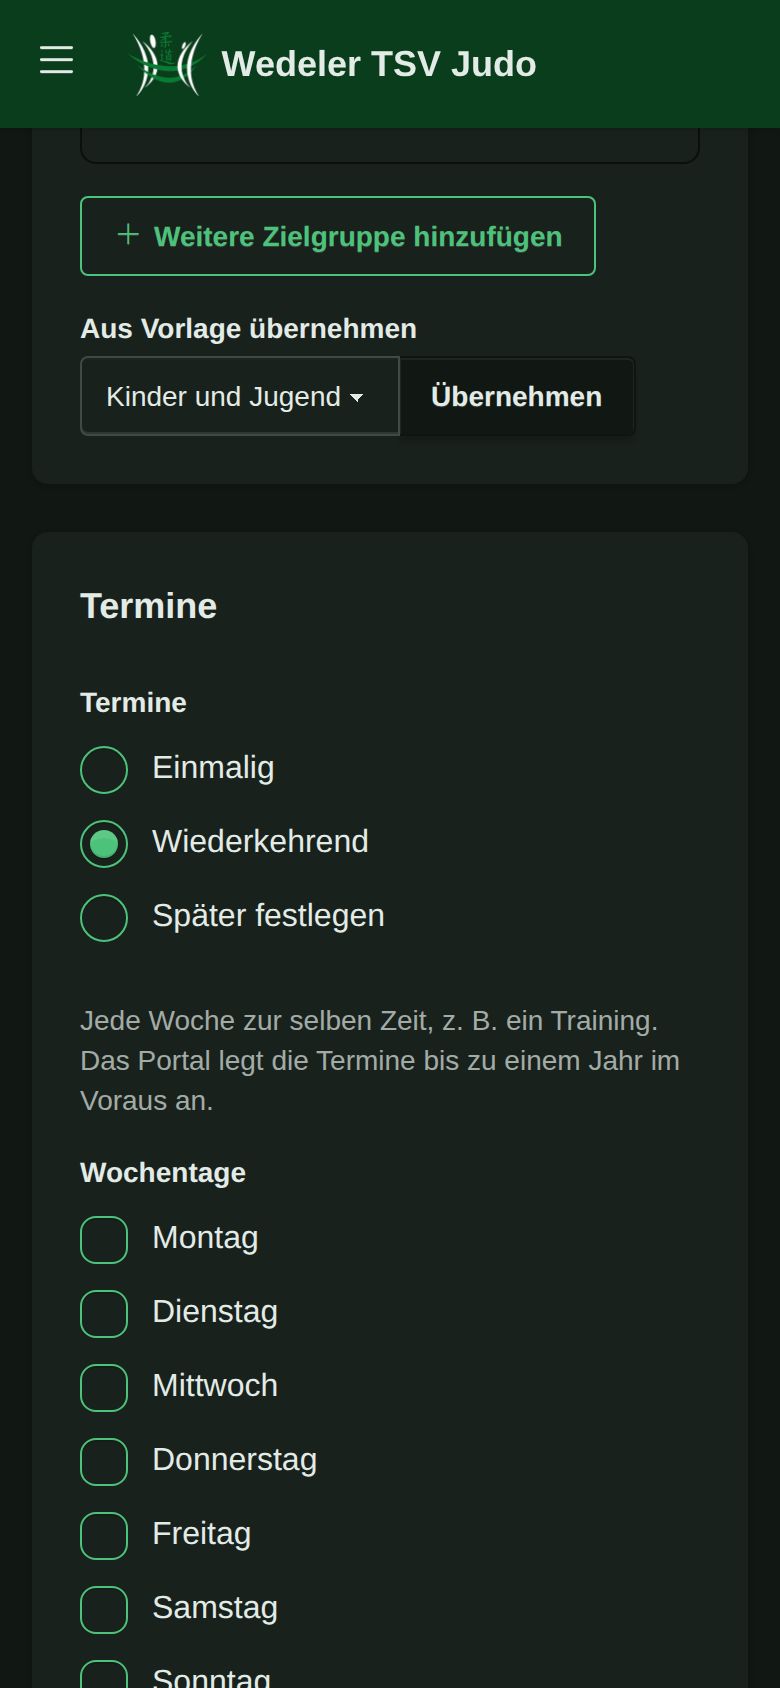 柔道
Wedeler TSV Judo
Weitere Zielgruppe hinzufügen
Aus Vorlage übernehmen
Kinder und Jugend
Übernehmen
Termine
Termine
Einmalig
Wiederkehrend
Später festlegen
Jede Woche zur selben Zeit, z. B. ein Training.
Das Portal legt die Termine bis zu einem Jahr im
Voraus an.
Wochentage
Montag
Dienstag
Mittwoch
Donnerstag
Freitag
Samstag
Sonntag